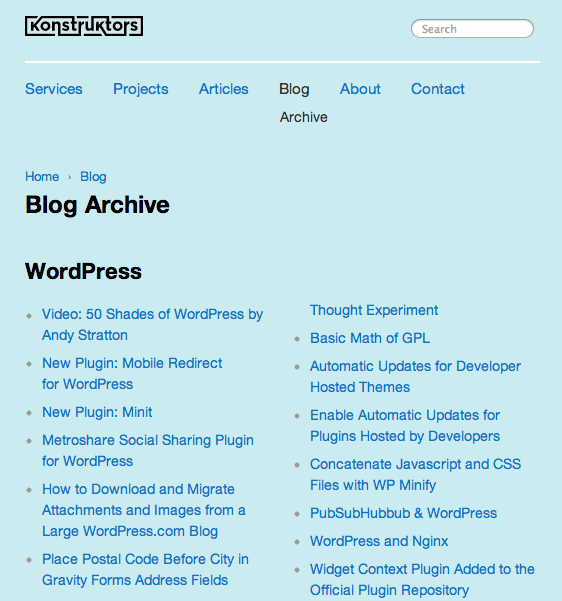 Konstruktors
Search
Services Projects Articles Blog About Contact
Archive
Home › Blog
Blog Archive
WordPress
Video: 50 Shades of WordPress by
Andy Stratton
New Plugin: Mobile Redirect
for WordPress
New Plugin: Minit
Metroshare Social Sharing Plugin
for WordPress
How to Download and Migrate
Attachments and Images from a
Large WordPress.com Blog
Place Postal Code Before City in
Gravity Forms Address Fields
Thought Experiment
Basic Math of GPL
Automatic Updates for Developer
Hosted Themes
Enable Automatic Updates for
Plugins Hosted by Developers
Concatenate Javascript and CSS
Files with WP Minify
PubSubHubbub & WordPress
WordPress and Nginx
Widget Context Plugin Added to the
Official Plugin Repository